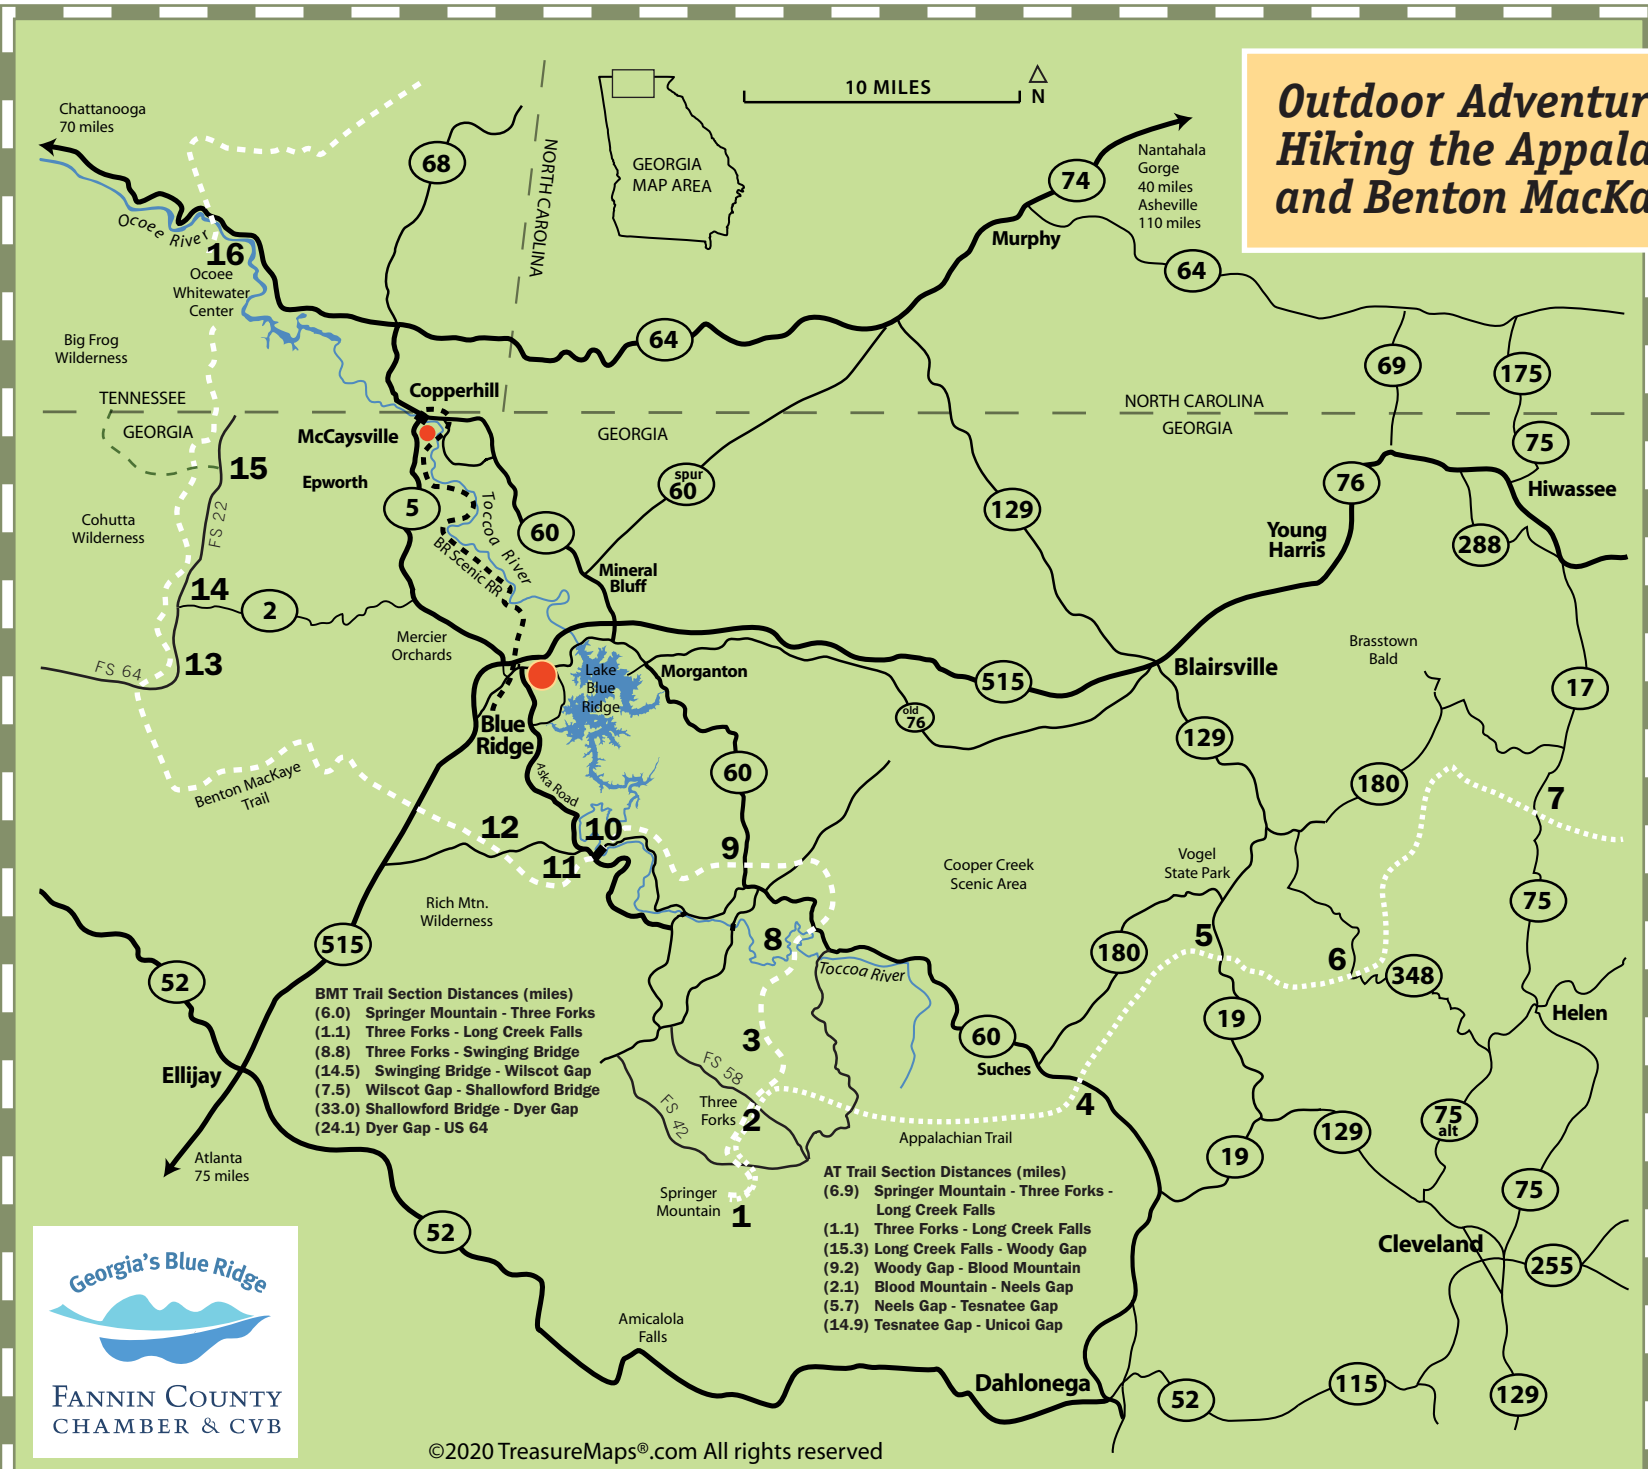 Outdoor Adventur
Hiking the Appala
and Benton MacKa
Chattanooga
70 miles
68
NORTH CAROLINA
GEORGIA
MAP AREA
10 MILES
N
74
Nantahala
Gorge
40 miles
Asheville
110 miles
Murphy
64
Ocoee River
16
Ocoee
Whitewater
Center
Big Frog
Wilderness
64
69
175
TENNESSEE
GEORGIA
Copperhill
NORTH CAROLINA
GEORGIA
McCaysville
GEORGIA
75
15
Epworth
spur
60
76
Hiwassee
5
Toccoa River
129
Cohutta
Wilderness
FS 22
60
Young
Harris
288
BR Scenic RR
Mineral
Bluff
14
2
Mercier
Orchards
Brasstown
Bald
FS 64
13
Lake
Blue
Ridge
Morganton
515
Blairsville
17
old
76
Blue
Ridge
129
60
180
Benton MacKaye
Trail
Aska Road
7
12
10
9
11
Cooper Creek
Scenic Area
Vogel
State Park
75
Rich Mtn.
Wilderness
515
8
180
5
6
52
Toccoa River
348
BMT Trail Section Distances (miles)
(6.0) Springer Mountain - Three Forks
(1.1) Three Forks - Long Creek Falls
(8.8) Three Forks - Swinging Bridge
(14.5) Swinging Bridge - Wilscot Gap
(7.5) Wilscot Gap - Shallowford Bridge
(33.0) Shallowford Bridge - Dyer Gap
(24.1) Dyer Gap - US 64
19
Helen
3
60
Suches
Ellijay
FS 58
Three
Forks
2
FS 42
4
75
alt
129
Appalachian Trail
19
Atlanta
75 miles
AT Trail Section Distances (miles)
(6.9) Springer Mountain - Three Forks -
Long Creek Falls
(1.1) Three Forks - Long Creek Falls
(15.3) Long Creek Falls - Woody Gap
(9.2) Woody Gap - Blood Mountain
(2.1) Blood Mountain - Neels Gap
(5.7) Neels Gap - Tesnatee Gap
(14.9) Tesnatee Gap - Unicoi Gap
Springer
Mountain
1
75
52
Cleveland
255
Georgia's Blue Ridge
FANNIN COUNTY
CHAMBER & CVB
Amicalola
Falls
Dahlonega
52
115
129
©2020 TreasureMaps®.com All rights reserved